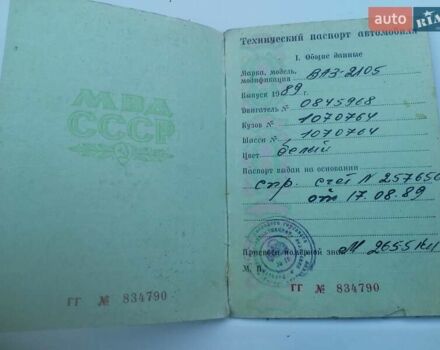 МВД
СССР
ГГ № 834790
auto RIA
Технический паспорт автомобиля
I. Общие данные
Марка, модель,
модификация ВАЗ-2105
Выпуск 1989 г.
Двигатель № 0845968
Кузов № 1070764
Шасси № 1070764
Цвет белый
Паспорт выдан на основании
спр. счет N 257656
от 17.08.89
Присвоен номерной знак
М. П.
ГГ № 834790